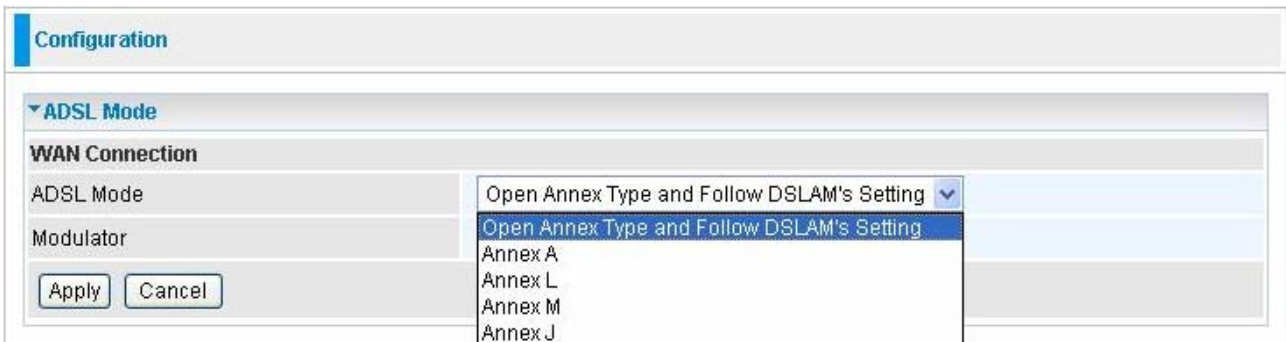 Configuration
ADSL Mode
WAN Connection
ADSL Mode
Open Annex Type and Follow DSLAM's Setting
Open Annex Type and Follow DSLAM's Setting
Modulator
Annex A
Annex L
Annex M
Annex J
Apply Cancel